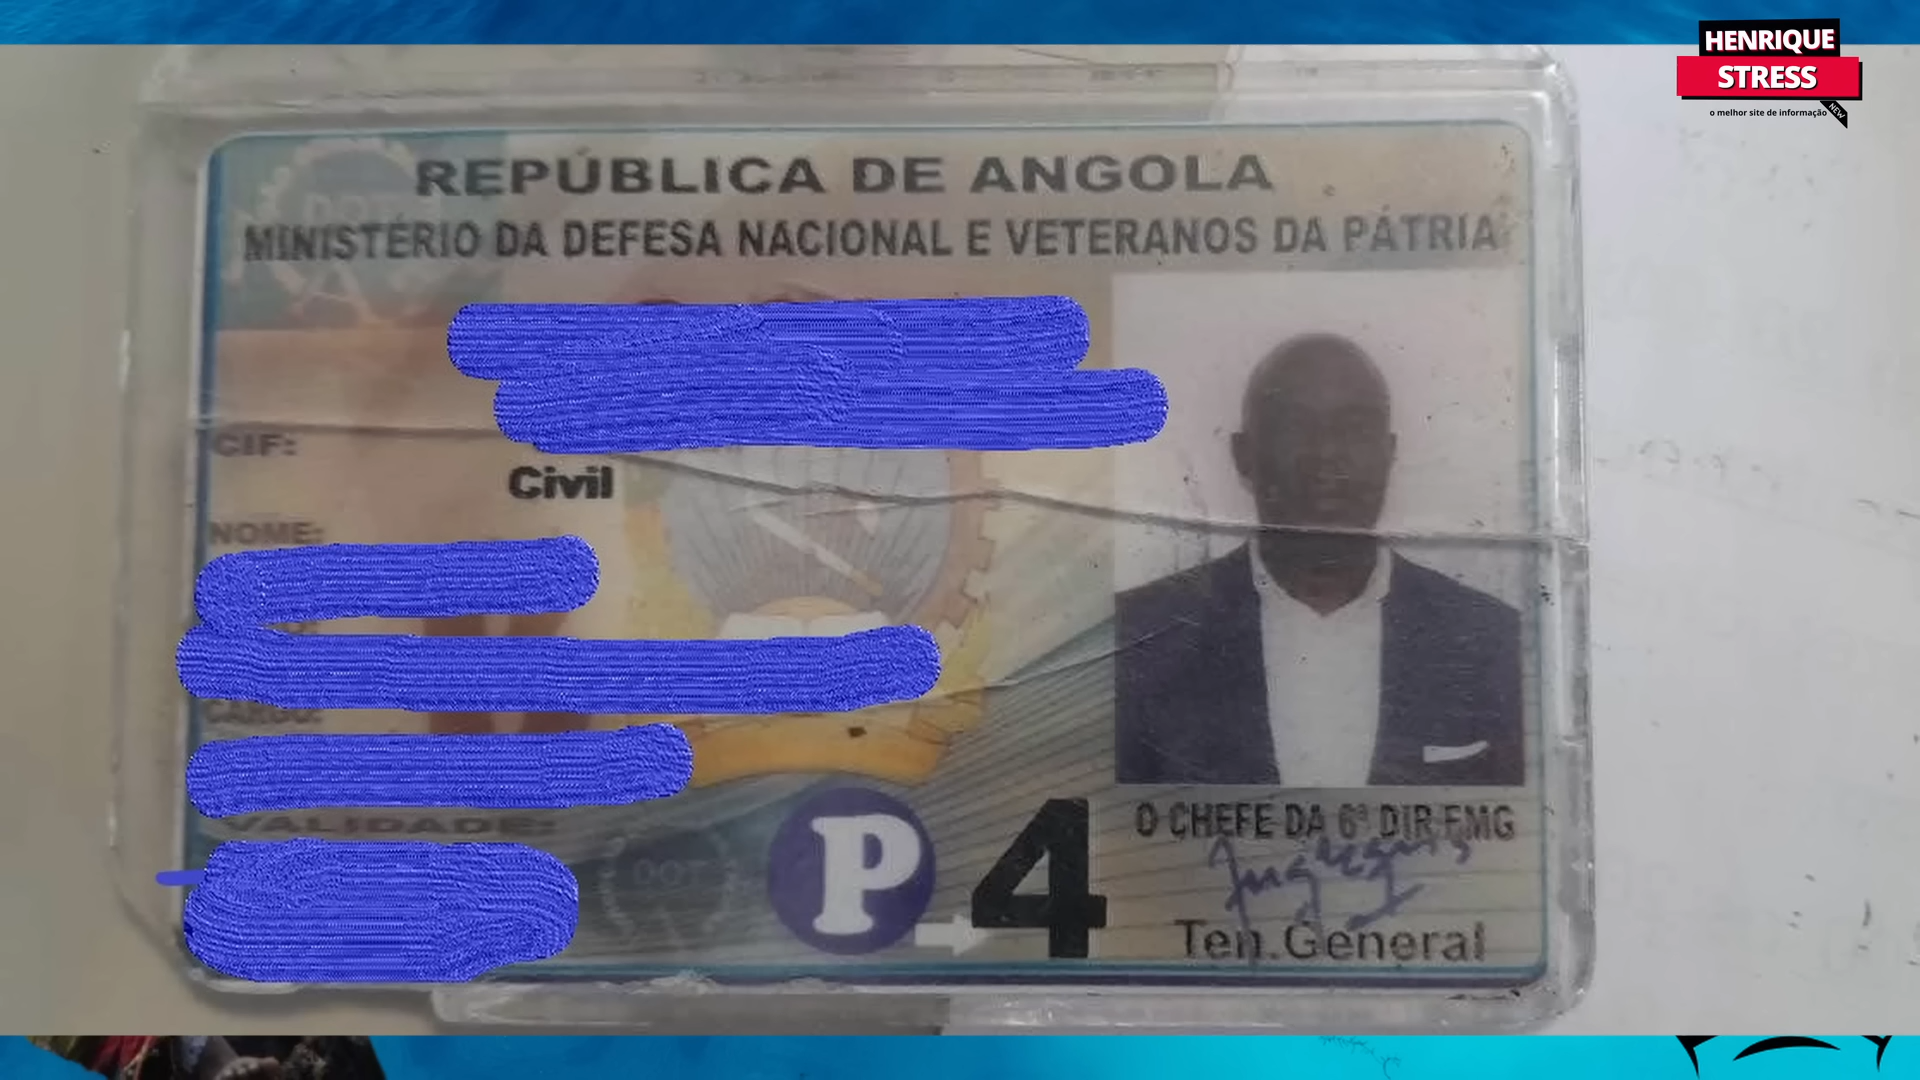 HENRIQUE
STRESS
o melhor site de informação
NEW
REPÚBLICA DE ANGOLA
MINISTÉRIO DA DEFESA NACIONAL E VETERANOS DA PÁTRIA
CIF:
Civil
NOME:
CARGO:
VALIDADE:
P
4
O CHEFE DA 6ª DIR EMG
Ten.General